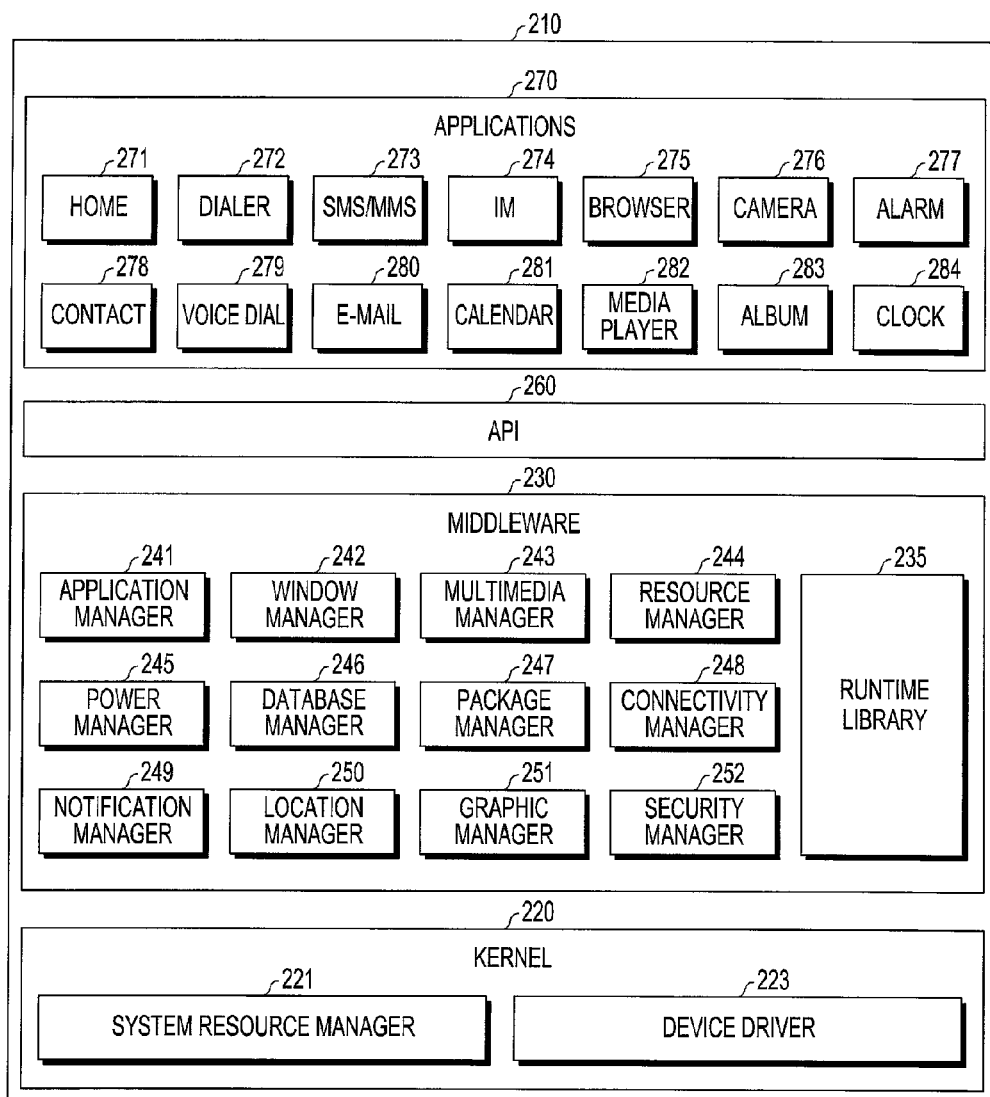 210
270
APPLICATIONS
271 272 273 274 275 276 277
HOME DIALER SMS/MMS IM BROWSER CAMERA ALARM
278 279 280 281 282 283 284
CONTACT VOICE DIAL E-MAIL CALENDAR MEDIA PLAYER ALBUM CLOCK
260
API
230
MIDDLEWARE
241 242 243 244 235
APPLICATION MANAGER WINDOW MANAGER MULTIMEDIA MANAGER RESOURCE MANAGER
245 246 247 248
POWER MANAGER DATABASE MANAGER PACKAGE MANAGER CONNECTIVITY MANAGER RUNTIME LIBRARY
249 250 251 252
NOTIFICATION MANAGER LOCATION MANAGER GRAPHIC MANAGER SECURITY MANAGER
220
KERNEL
221 223
SYSTEM RESOURCE MANAGER DEVICE DRIVER